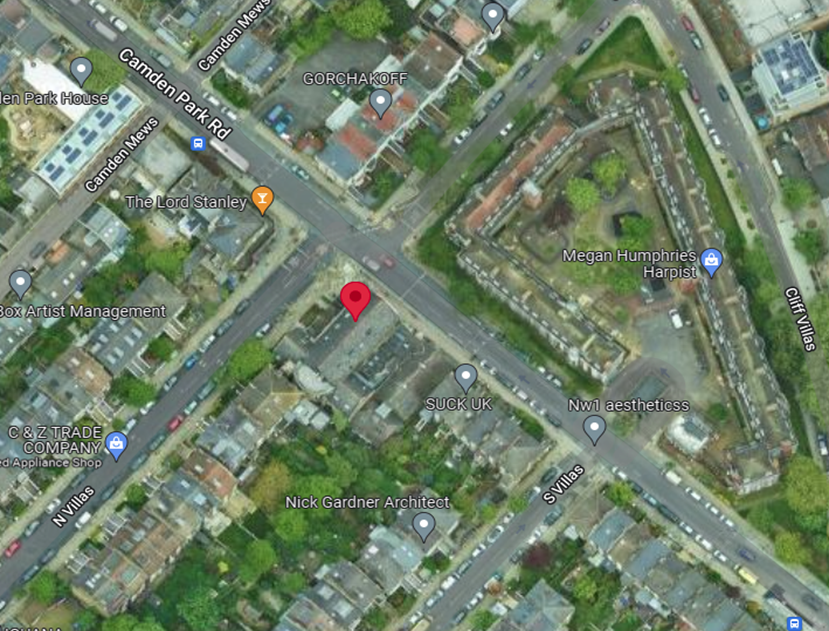 Camden Mews
Camden Park Rd
GORCHAKOFF
len Park House
Camden Mews
The Lord Stanley
Megan Humphries
Harpist
Box Artist Management
Cliff Villas
SUCK UK
Nw1 aestheticss
C & Z TRADE
COMPANY
ed Appliance Shop
N Villas
S Villas
Nick Gardner Architect